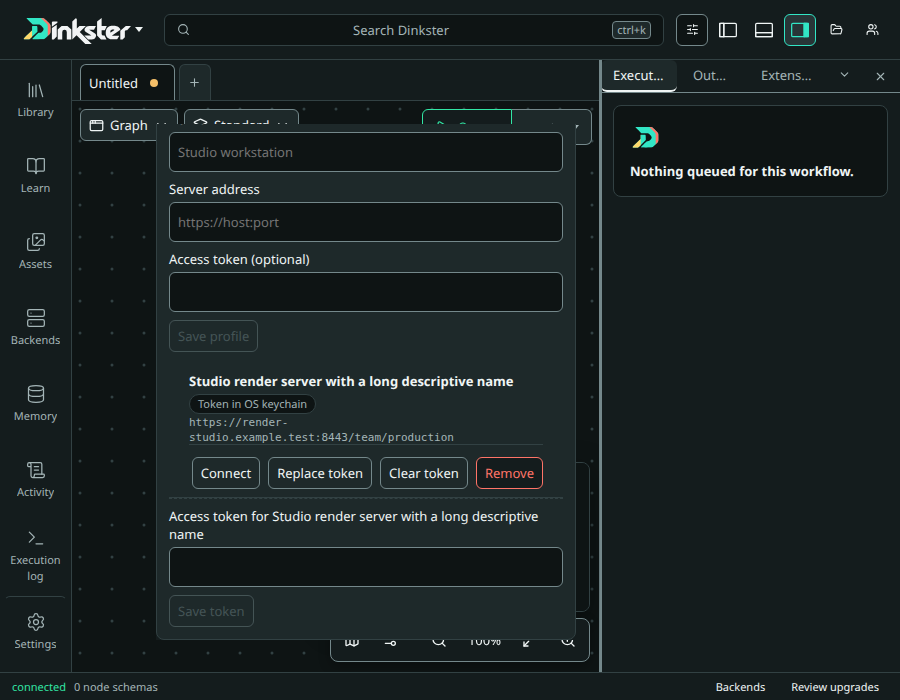 Dinkster
Search Dinkster
ctrl+k
Library
Learn
Assets
Backends
Memory
Activity
Execution
log
Settings
Untitled
+
Graph
Standard
Studio workstation
Server address
https://host:port
Access token (optional)
Save profile
Studio render server with a long descriptive name
Token in OS keychain
https://render-
studio.example.test:8443/team/production
Connect
Replace token
Clear token
Remove
Access token for Studio render server with a long descriptive
name
Save token
100%
Execut...
Out...
Extens...
Nothing queued for this workflow.
connected
0 node schemas
Backends
Review upgrades